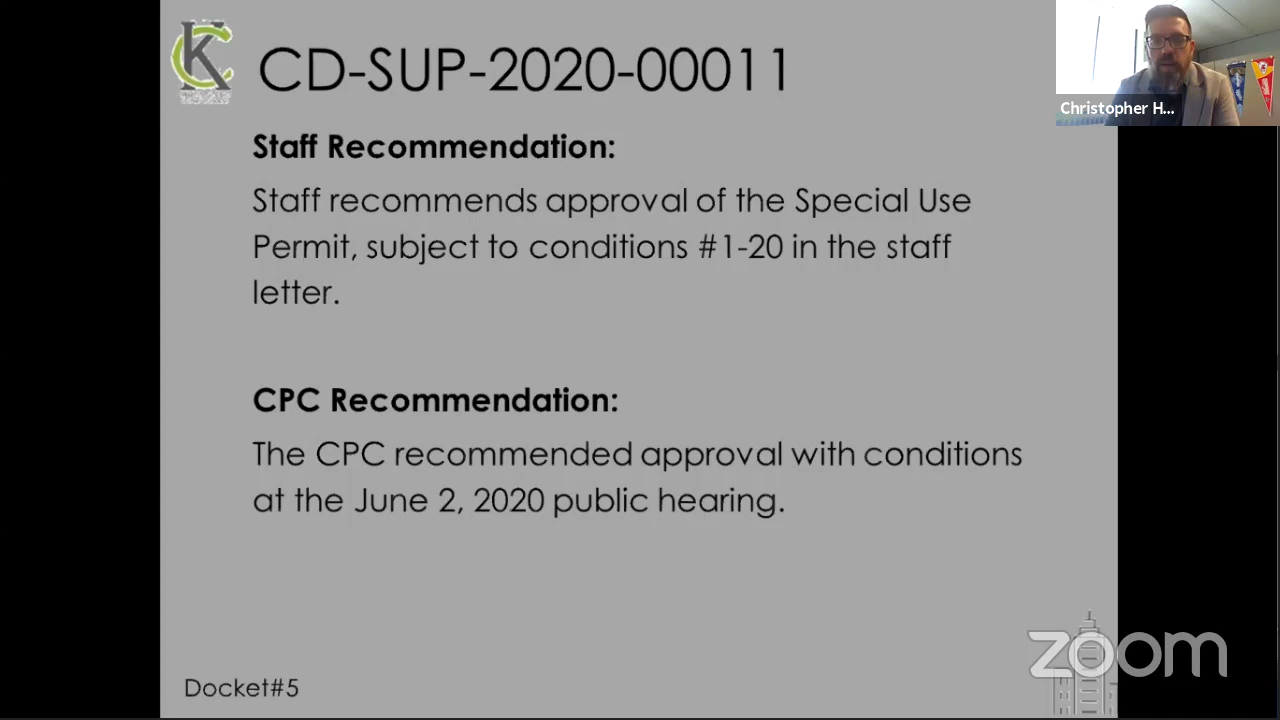 KC
CD-SUP-2020-00011
Christopher H...
Staff Recommendation:
Staff recommends approval of the Special Use
Permit, subject to conditions #1-20 in the staff
letter.
CPC Recommendation:
The CPC recommended approval with conditions
at the June 2, 2020 public hearing.
zoom
Docket#5